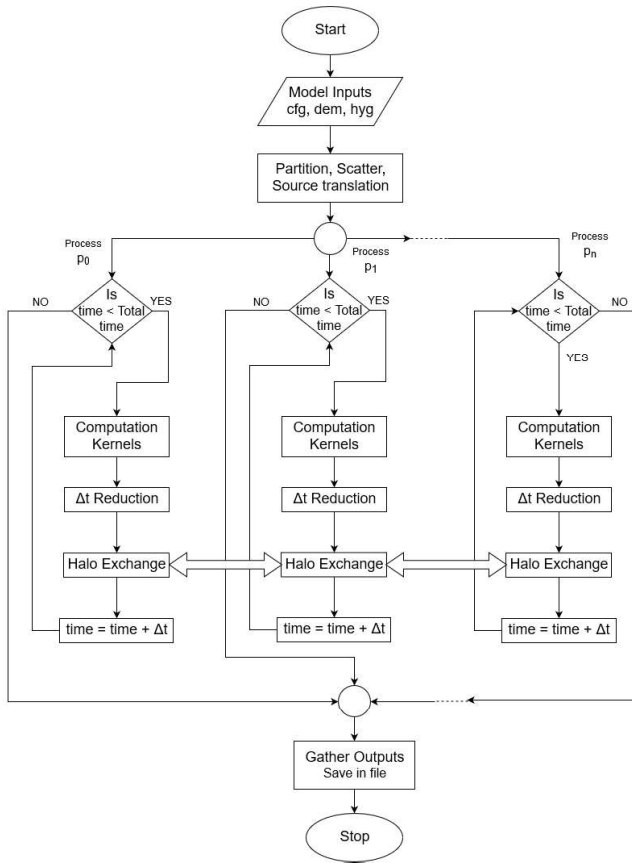 Start
Model Inputs
cfg, dem, hyg
Partition, Scatter,
Source translation
Process
p0
Process
p1
Process
pn
Is
time < Total
time
NO
YES
Is
time < Total
time
NO
YES
Is
time < Total
time
NO
YES
Computation
Kernels
Computation
Kernels
Computation
Kernels
Δt Reduction
Δt Reduction
Δt Reduction
Halo Exchange
Halo Exchange
Halo Exchange
time = time + Δt
time = time + Δt
time = time + Δt
Gather Outputs
Save in file
Stop